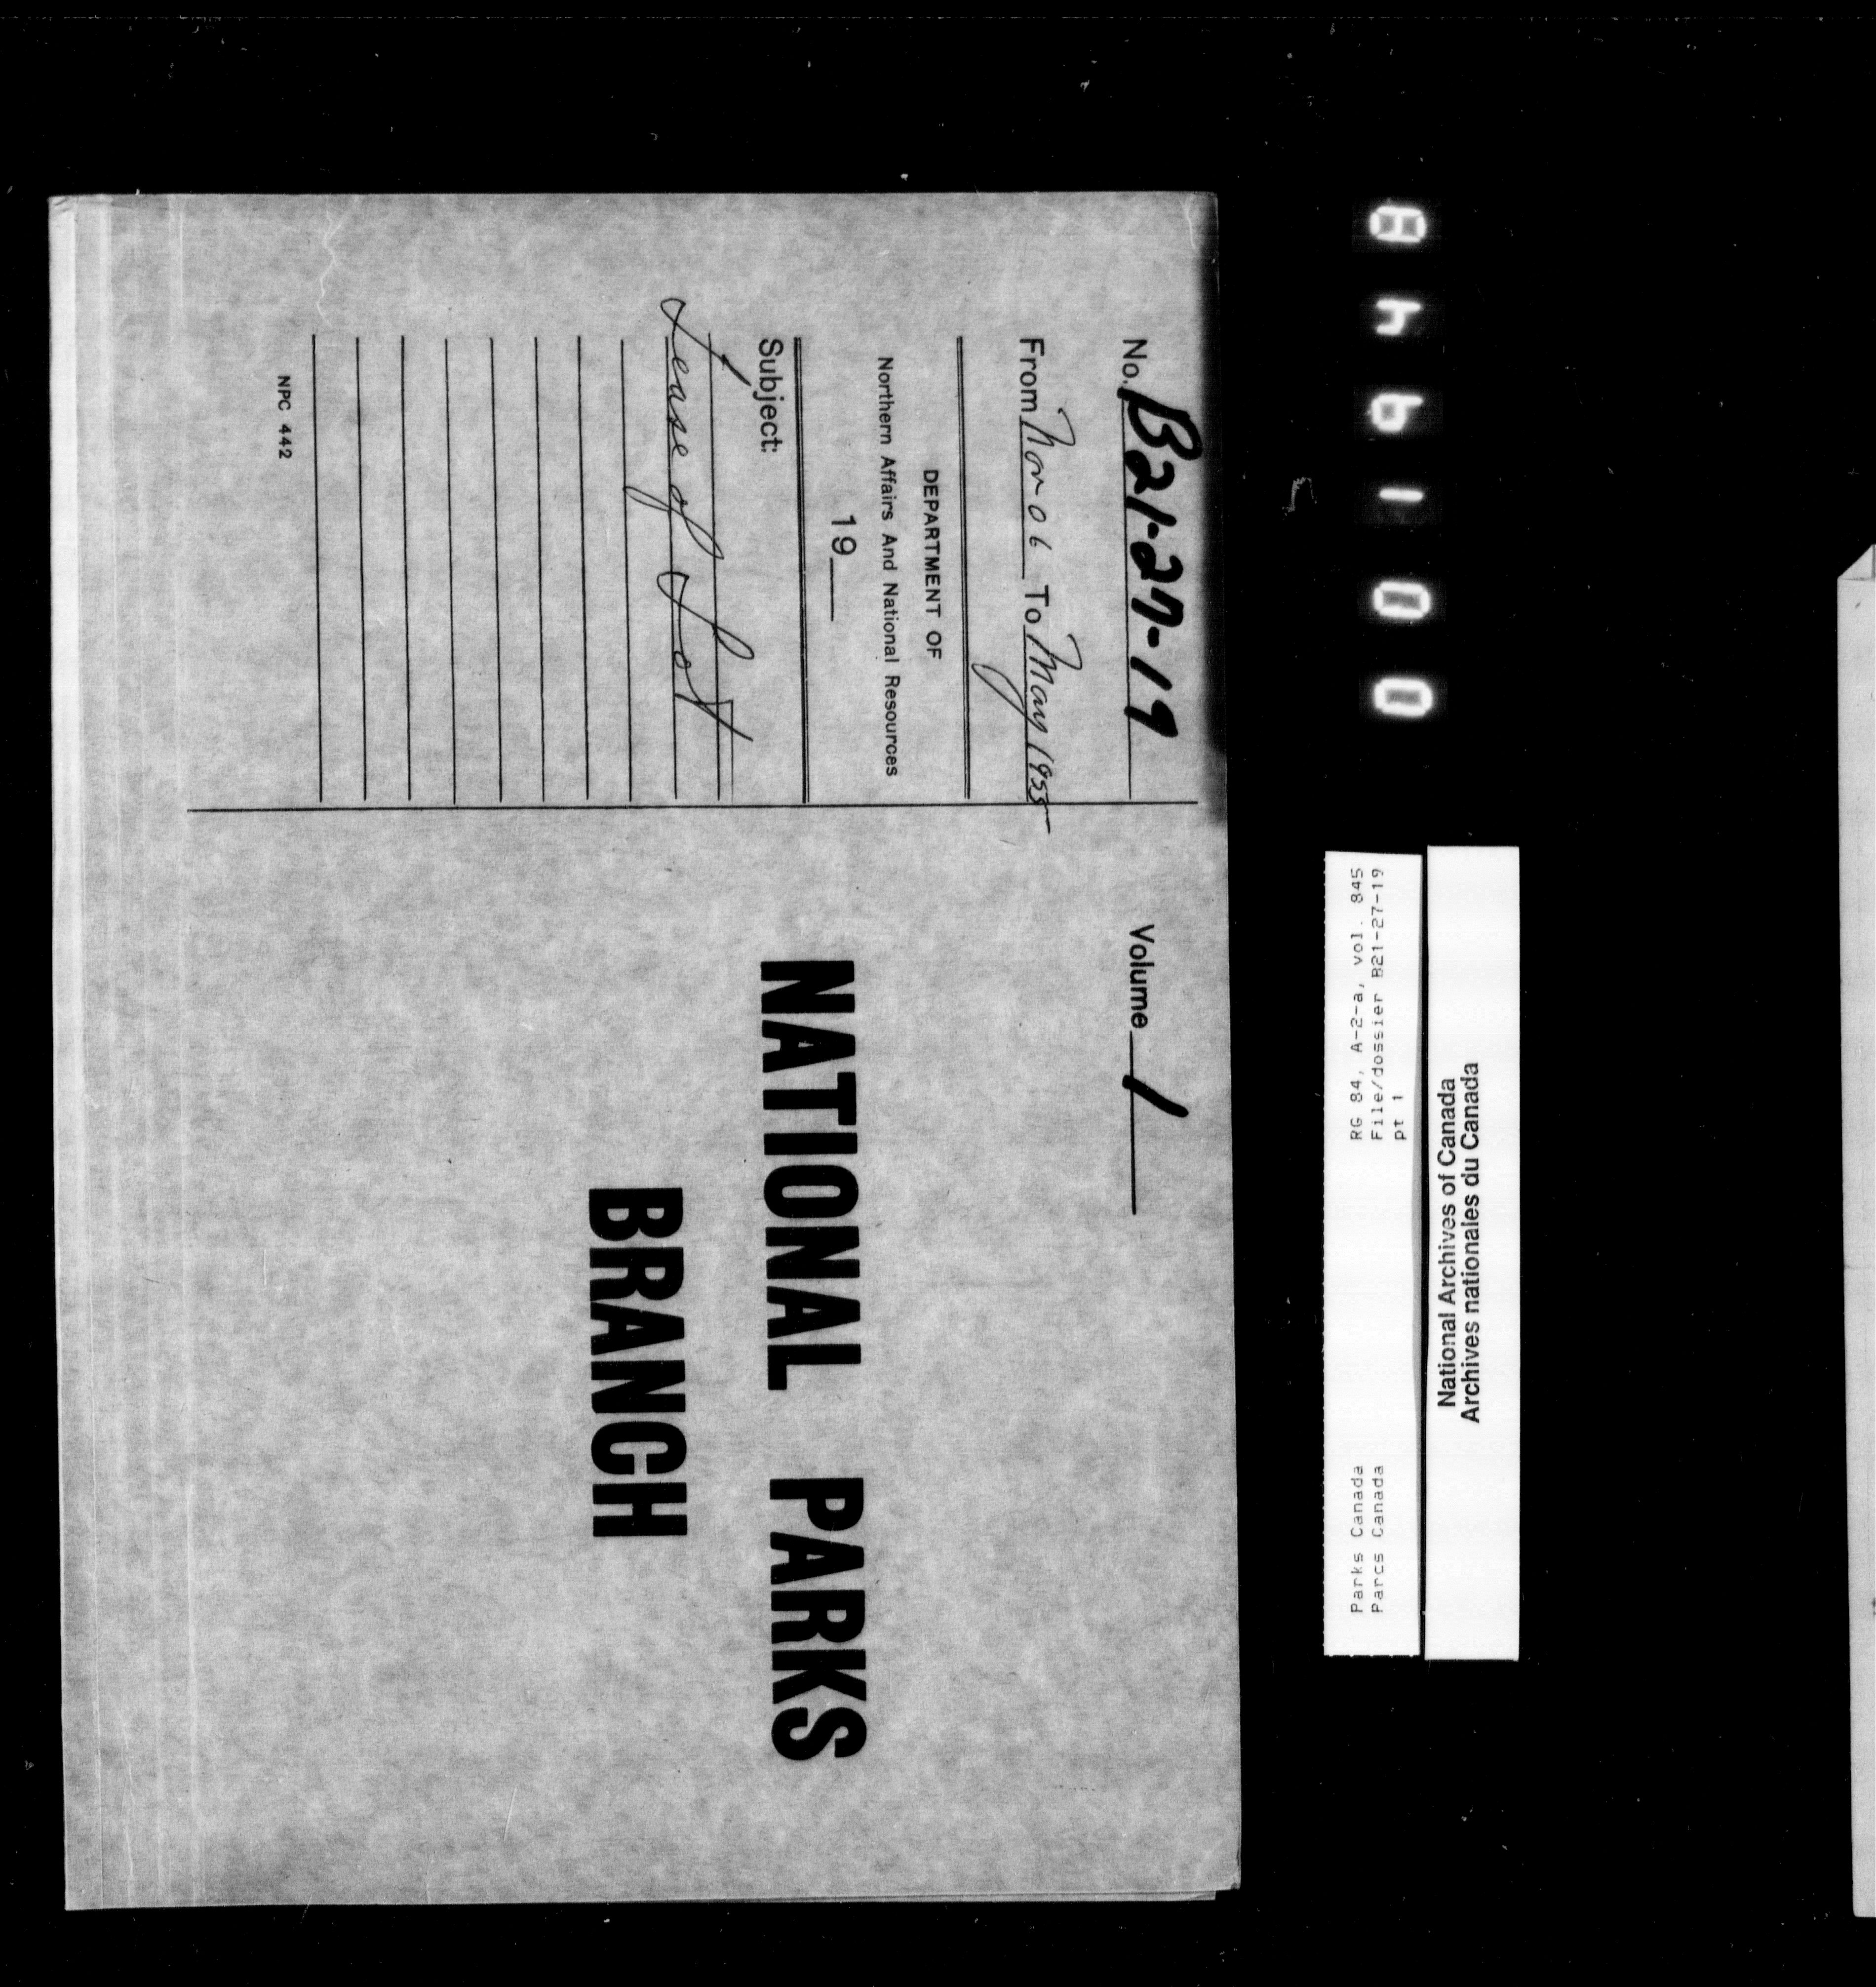 No. B21-27-19
From Nov 06 To May 1955
DEPARTMENT OF
Northern Affairs And National Resources
19
Subject:
Lease of Lot
NPC 442
Volume 1
NATIONAL PARKS
BRANCH
RG 84, A-2-a, vol. 845
File/dossier B21-27-19
pt 1
Parks Canada
Parcs Canada
National Archives of Canada
Archives nationales du Canada